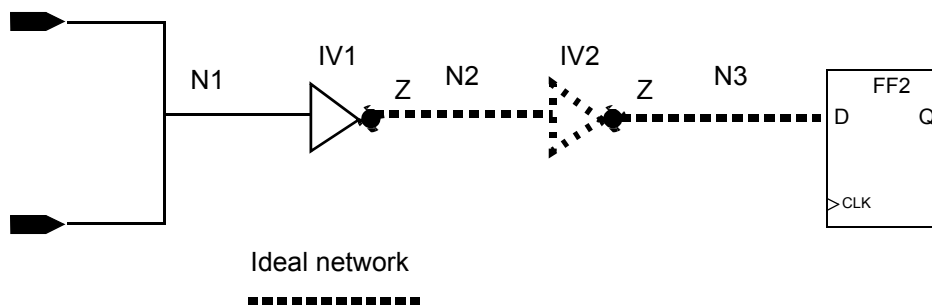 IV1
IV2
N1
Z
N2
Z
N3
FF2
D
Q
CLK
Ideal network